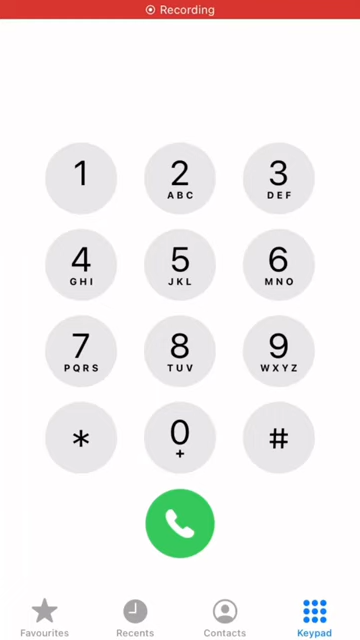 Recording
1
2
ABC
3
DEF
4
GHI
5
JKL
6
MNO
7
PQRS
8
TUV
9
WXYZ
*
0
+
#
Favourites
Recents
Contacts
Keypad